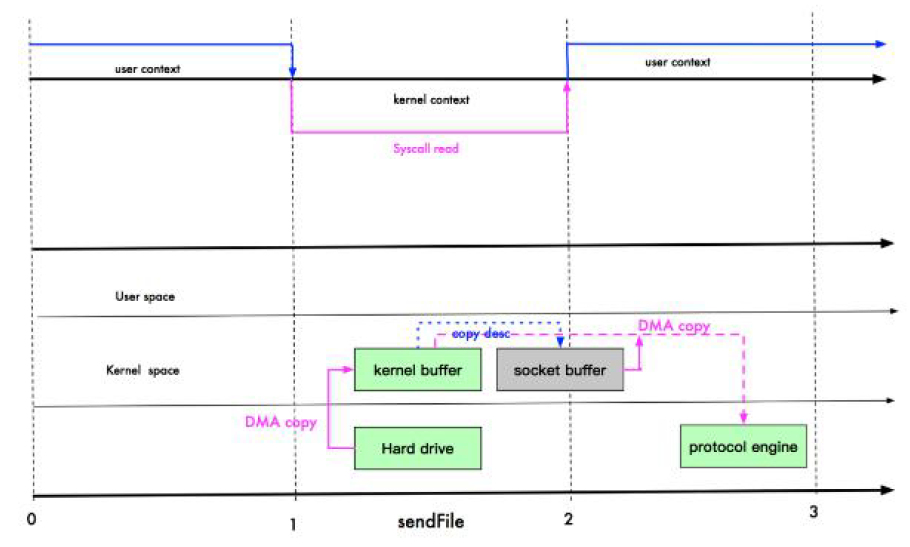 user context
user context
kernel context
Syscall read
User space
copy desc
DMA copy
Kernel space
kernel buffer
socket buffer
DMA copy
Hard drive
protocol engine
0
1
sendFile
2
3